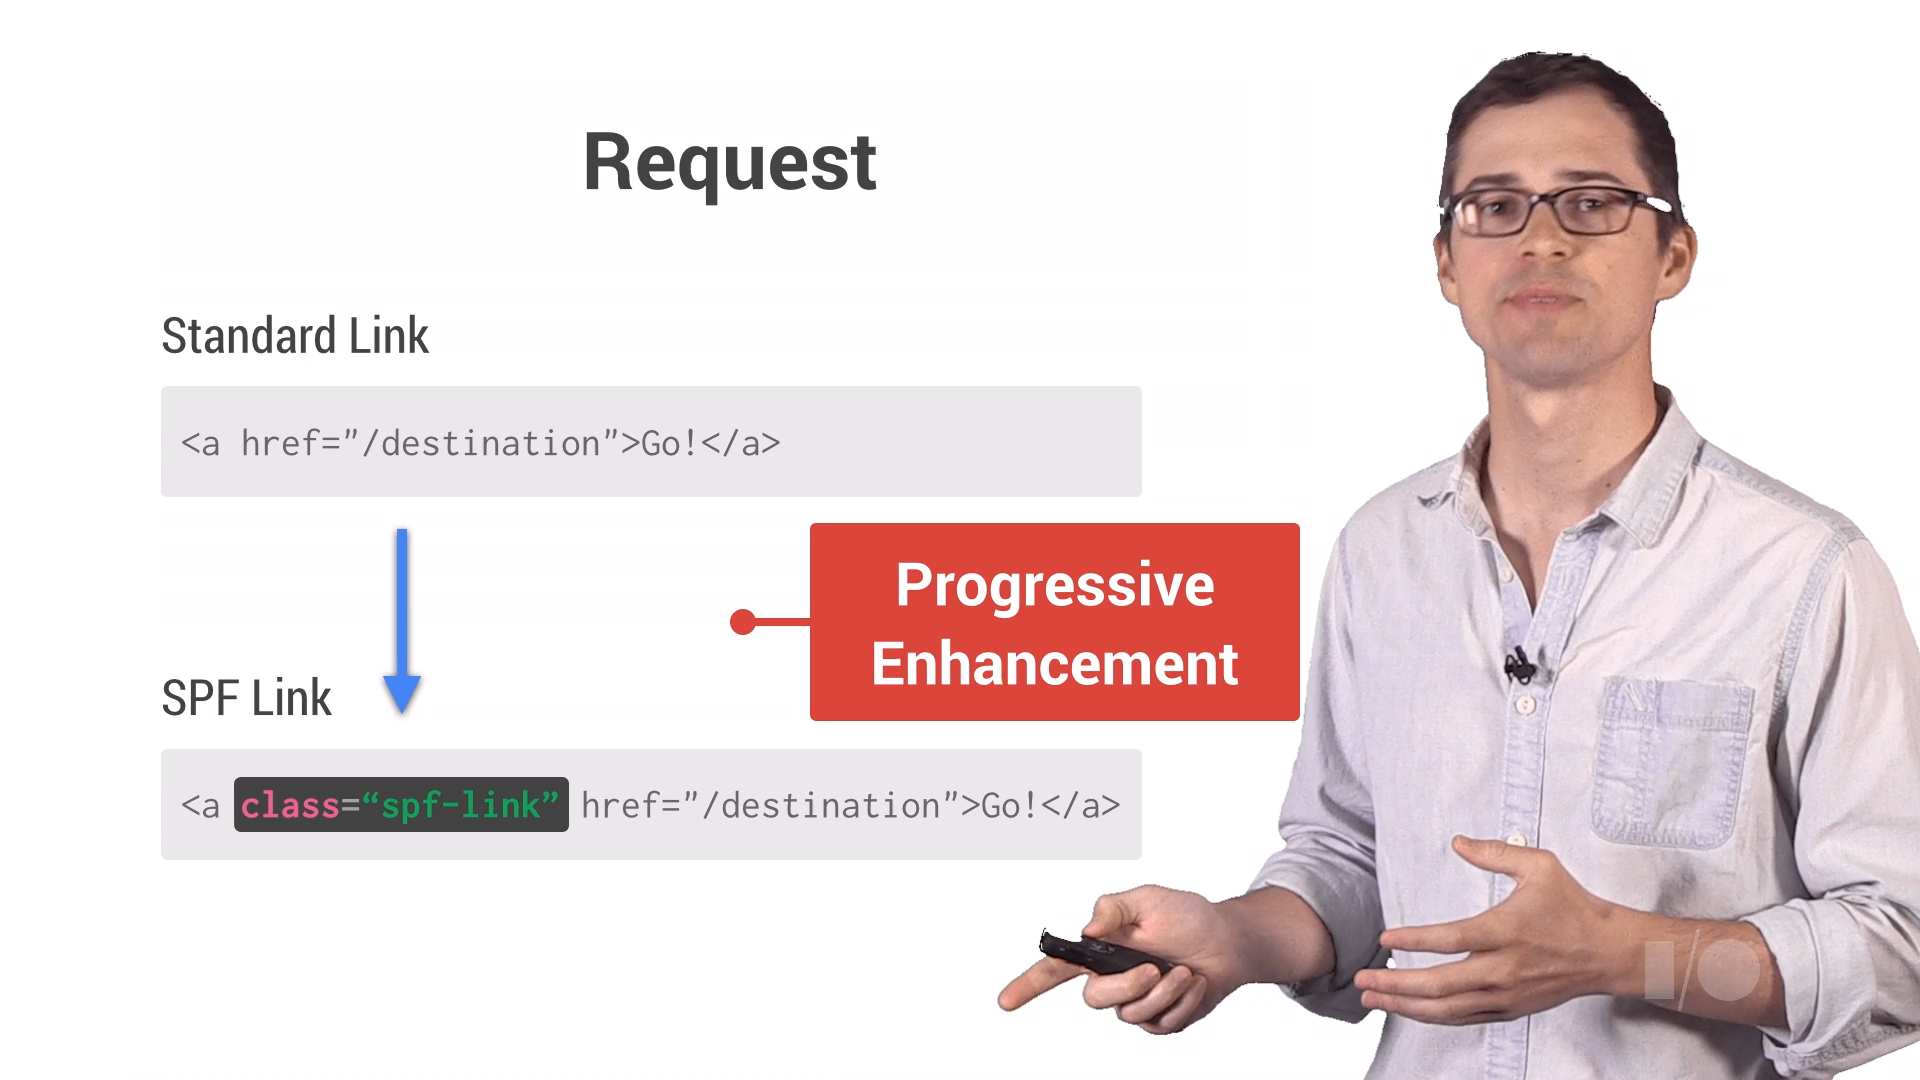 Request
Standard Link
<a href="/destination">Go!</a>
Progressive
Enhancement
SPF Link
<a class=“spf-link” href="/destination">Go!</a>
I/O